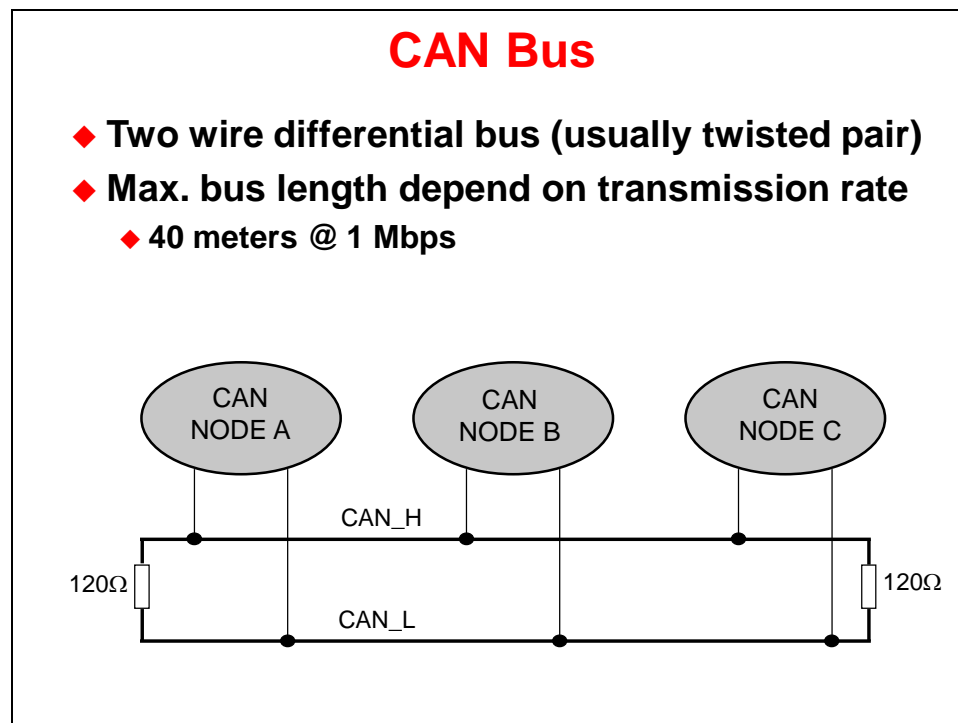 CAN Bus
Two wire differential bus (usually twisted pair)
Max. bus length depend on transmission rate
40 meters @ 1 Mbps
CAN
NODE A
CAN
NODE B
CAN
NODE C
CAN_H
120Ω
120Ω
CAN_L